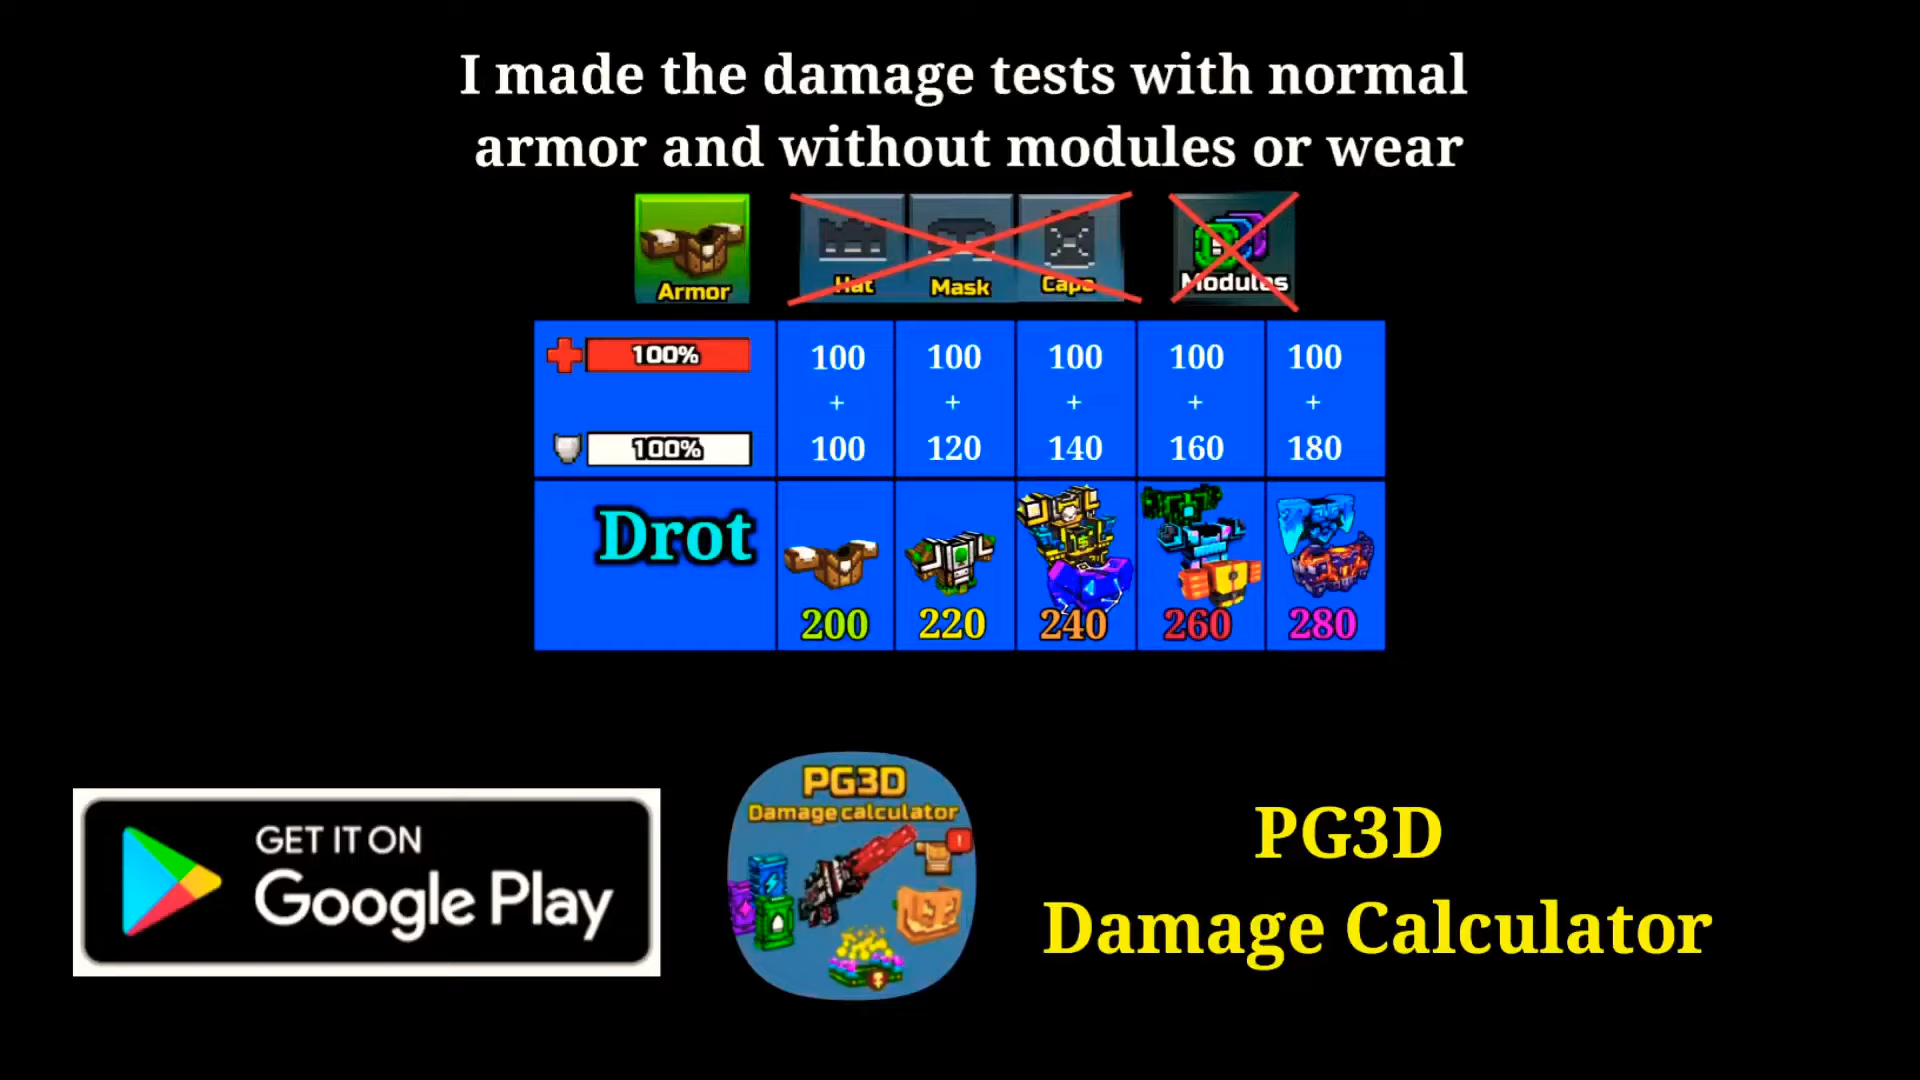 I made the damage tests with normal
armor and without modules or wear
Armor
Hat
Mask
Cape
Modules
100% 100 100 100 100 100
+ + + + +
100% 100 120 140 160 180
Drot
200 220 240 260 280
PG3D
Damage calculator
GET IT ON
Google Play
PG3D
Damage Calculator